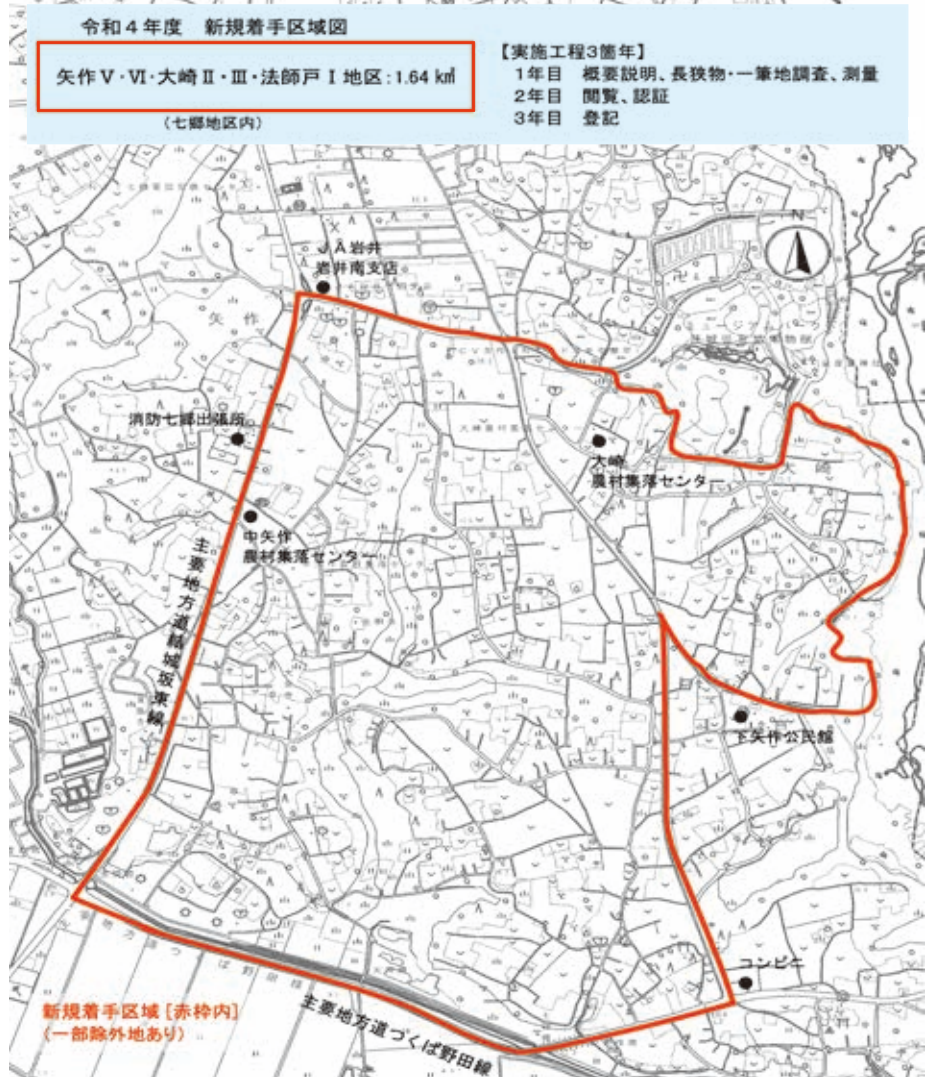 令和4年度 新規着手区域図
矢作Ⅴ・Ⅵ・大崎Ⅱ・Ⅲ・法師戸Ⅰ地区:1.64㎢
(七郷地区内)
【実施工程3箇年】
1年目 概要説明、長狭物・一筆地調査、測量
2年目 閲覧、認証
3年目 登記
N
JA岩井
岩井南支店
矢作
消防七郷出張所
大崎
農村集落センター
大崎
中矢作
農村集落センター
主要地方道結城坂東線
下矢作公民館
コンビニ
新規着手区域[赤枠内]
(一部除外地あり)
主要地方道づくば野田線